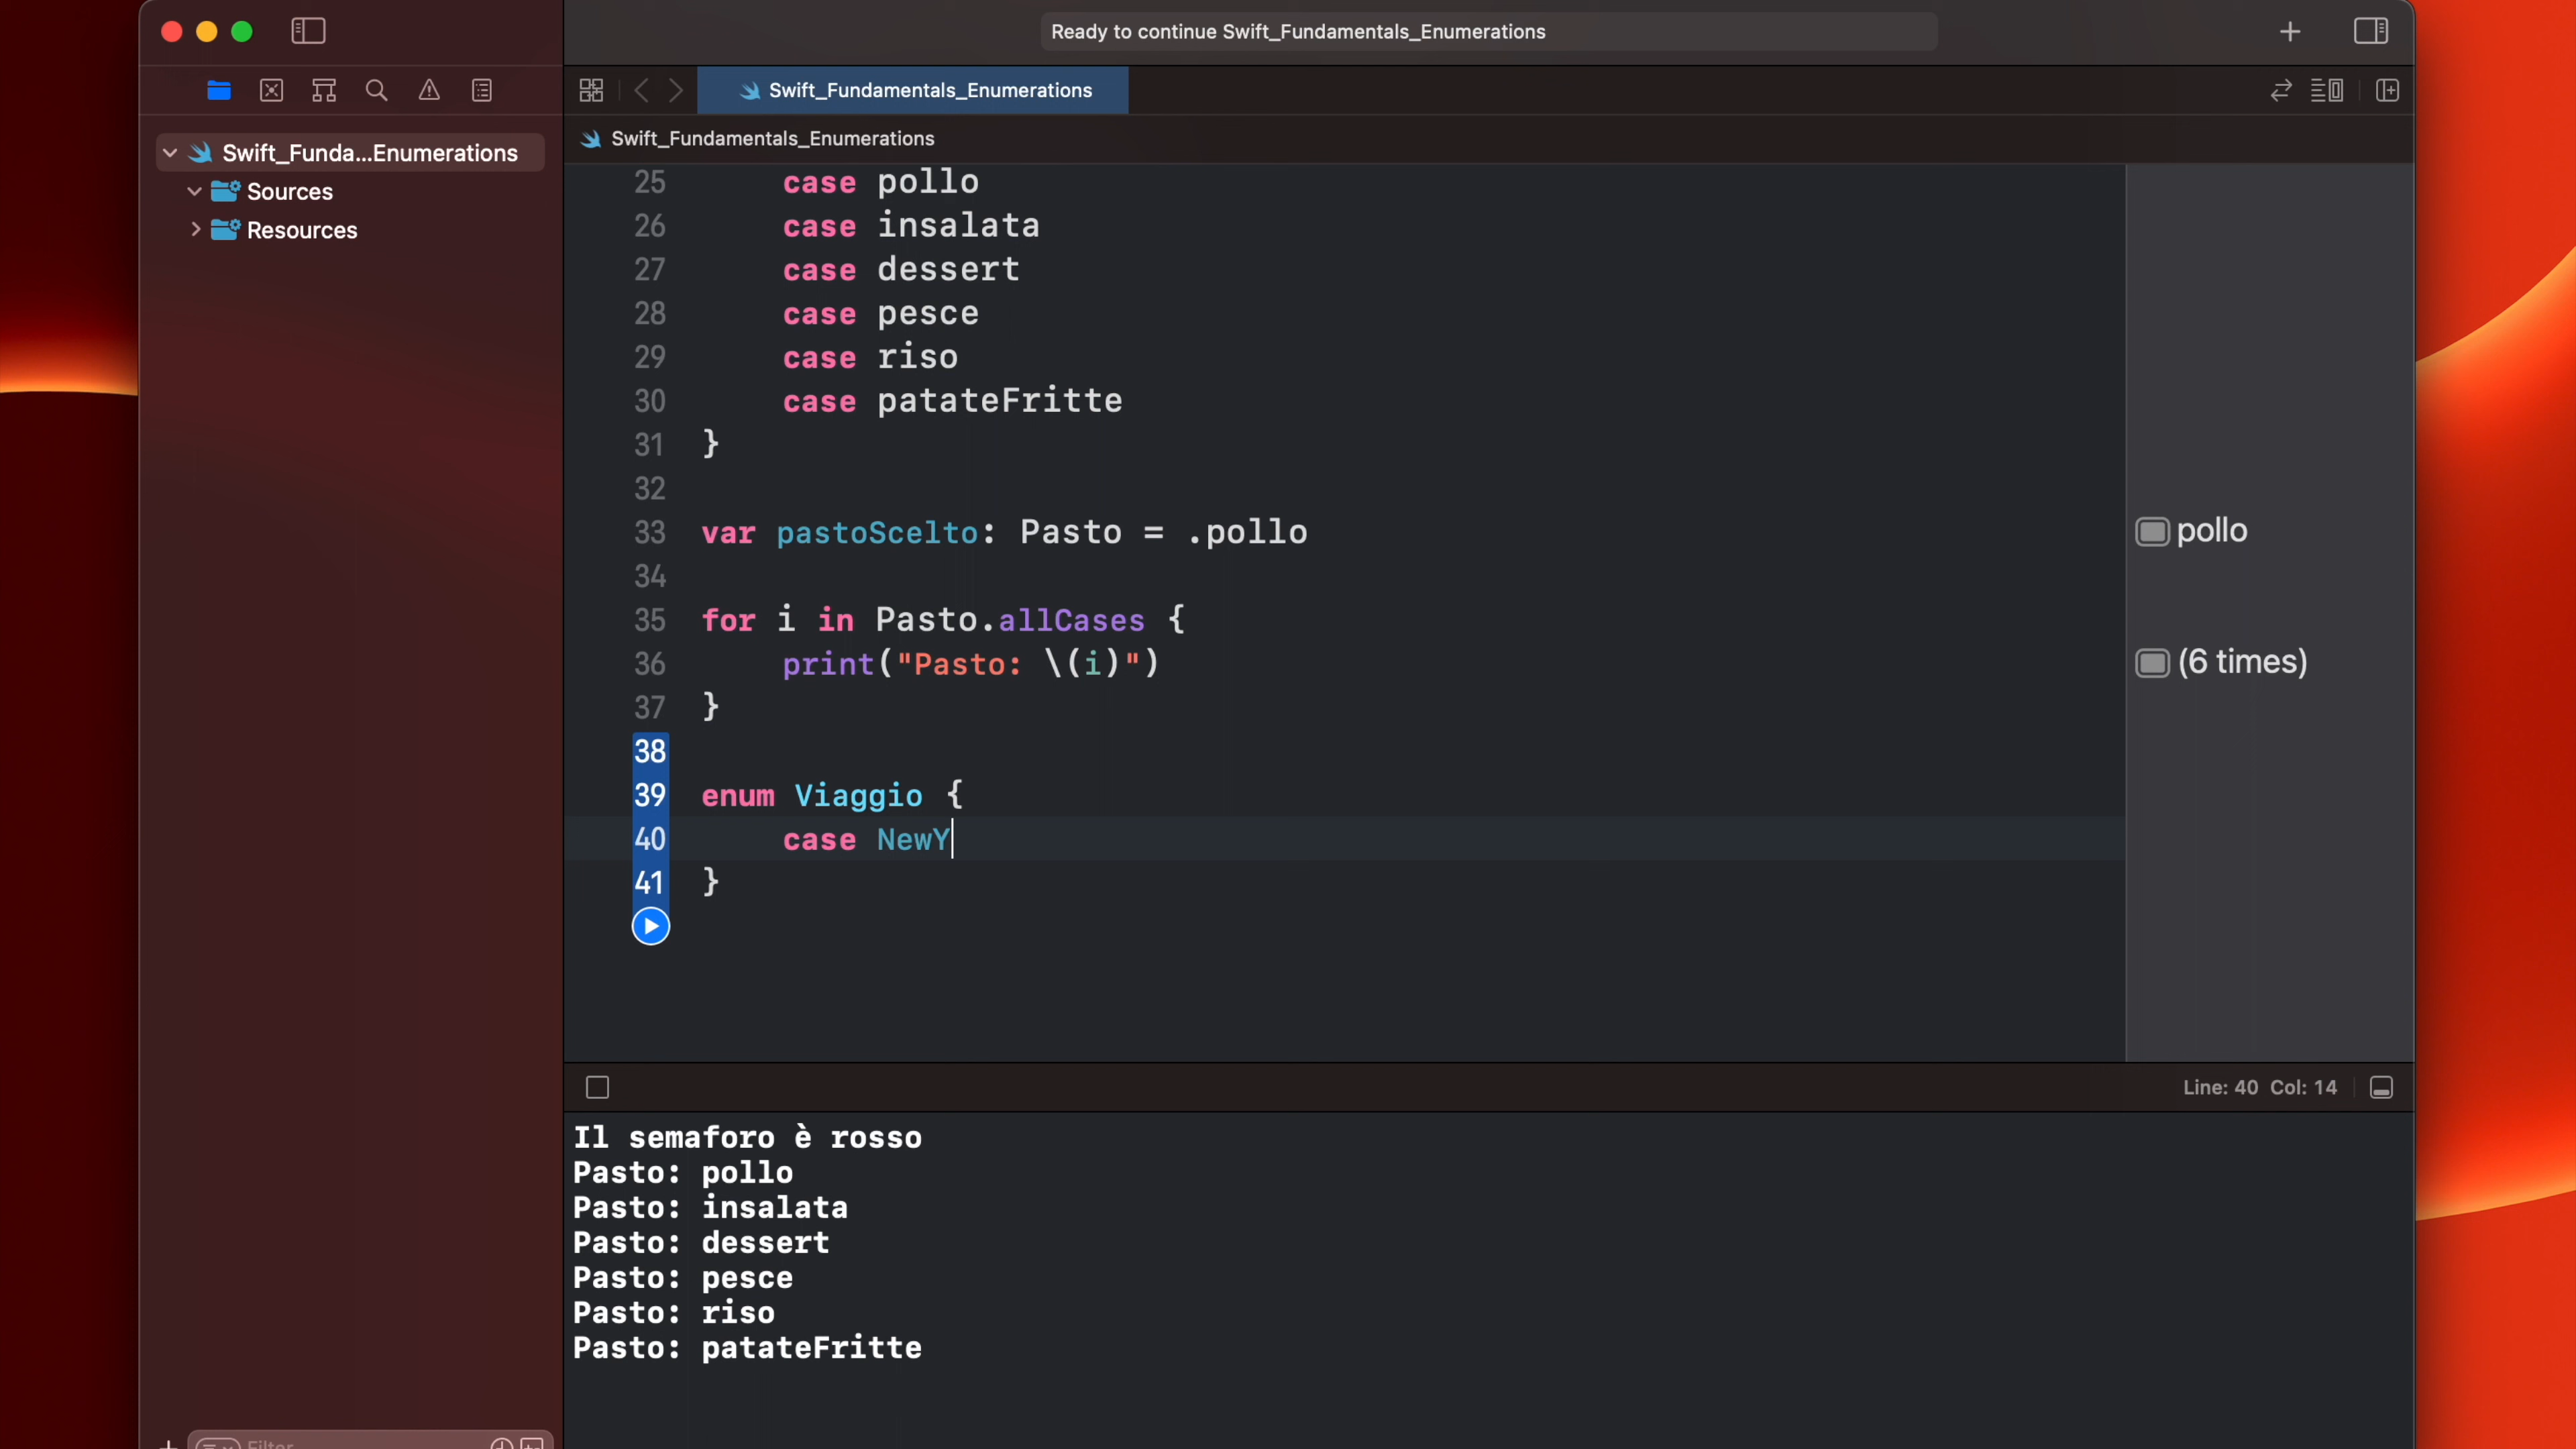 Ready to continue Swift_Fundamentals_Enumerations
Swift_Fundamentals_Enumerations
Swift_Fundamentals_Enumerations
Swift_Funda...Enumerations
Sources
Resources
25 case pollo
26 case insalata
27 case dessert
28 case pesce
29 case riso
30 case patateFritte
31 }
32
33 var pastoScelto: Pasto = .pollo
pollo
34
35 for i in Pasto.allCases {
36 print("Pasto: \(i)")
(6 times)
37 }
38
39 enum Viaggio {
40 case NewY
41 }
Line: 40 Col: 14
Il semaforo è rosso
Pasto: pollo
Pasto: insalata
Pasto: dessert
Pasto: pesce
Pasto: riso
Pasto: patateFritte
Filter